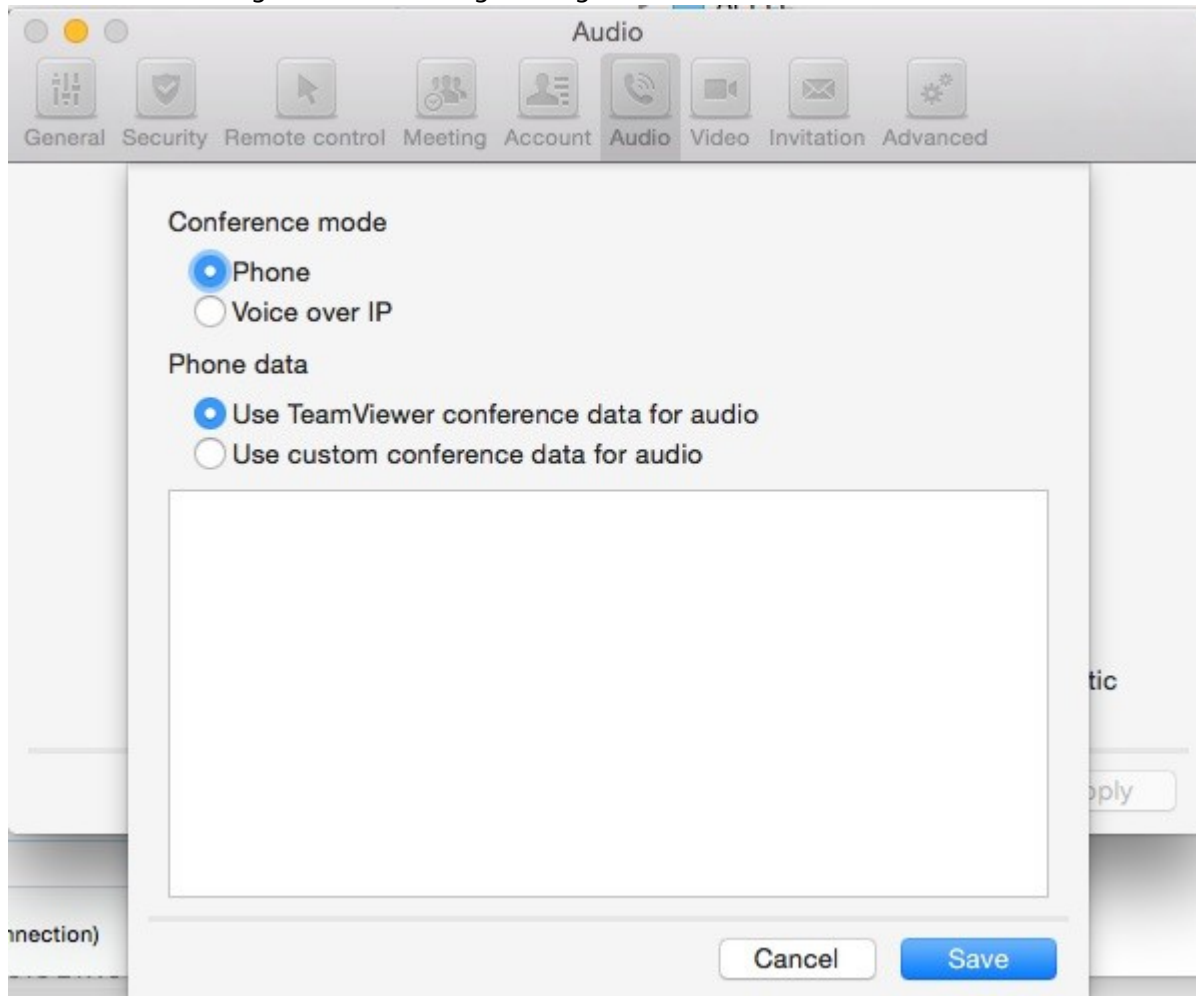 Audio
General Security Remote control Meeting Account Audio Video Invitation Advanced
Conference mode
Phone
Voice over IP
Phone data
Use TeamViewer conference data for audio
Use custom conference data for audio
tic
pply
nnection)
Cancel Save